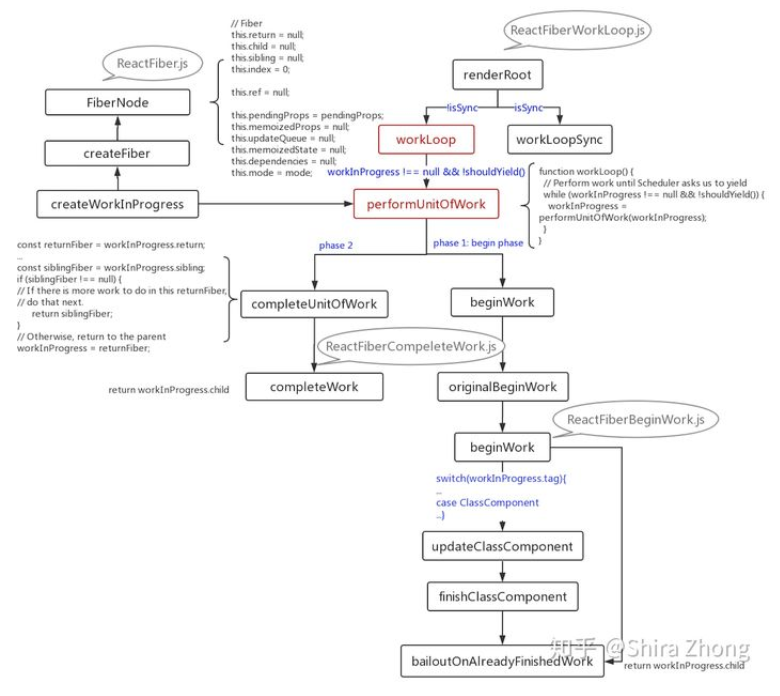 ReactFiberWorkLoop.js
// Fiber
this.return = null;
this.child = null;
this.sibling = null;
this.index = 0;
this.ref = null;
this.pendingProps = pendingProps;
this.memoizedProps = null;
this.updateQueue = null;
this.memoizedState = null;
this.dependencies = null;
this.mode = mode;
ReactFiber.js
FiberNode
createFiber
createWorkInProgress
renderRoot
!isSync
isSync
workLoop
workLoopSync
workInProgress !== null && !shouldYield()
performUnitOfWork
function workLoop() {
// Perform work until Scheduler asks us to yield
while (workInProgress !== null && !shouldYield()) {
workInProgress =
performUnitOfWork(workInProgress);
}
}
phase 2
phase 1: begin phase
const returnFiber = workInProgress.return;
...
const siblingFiber = workInProgress.sibling;
if (siblingFiber !== null) {
// If there is more work to do in this returnFiber,
// do that next.
return siblingFiber;
}
// Otherwise, return to the parent
workInProgress = returnFiber;
completeUnitOfWork
beginWork
ReactFiberCompeleteWork.js
return workInProgress.child
completeWork
originalBeginWork
ReactFiberBeginWork.js
beginWork
switch(workInProgress.tag){
...
case ClassComponent
...}
updateClassComponent
finishClassComponent
bailoutOnAlreadyFinishedWork
return workInProgress.child
知乎 @Shira Zhong